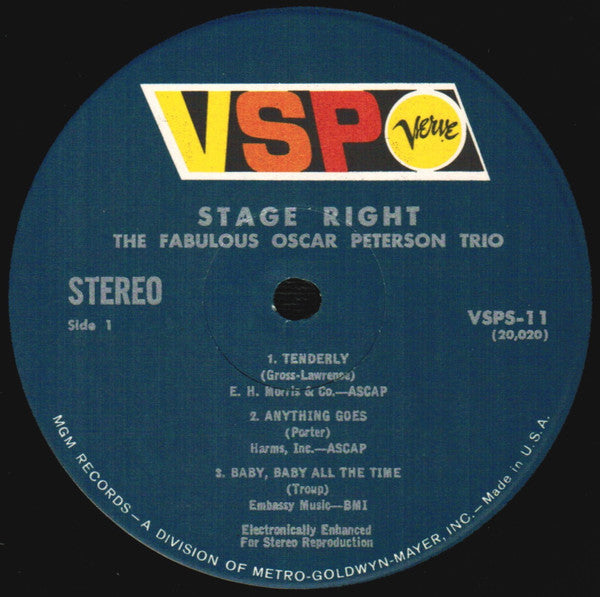 VSP
Verve
STAGE RIGHT
THE FABULOUS OSCAR PETERSON TRIO
STEREO
Side 1
VSPS-11
(20,020)
1. TENDERLY
(Gross-Lawrence)
E. H. Morris & Co.—ASCAP
2. ANYTHING GOES
(Porter)
Harms, Inc.—ASCAP
3. BABY, BABY ALL THE TIME
(Troup)
Embassy Music—BMI
Electronically Enhanced
For Stereo Reproduction
MGM RECORDS—A DIVISION OF METRO-GOLDWYN-MAYER, INC.—Made in U.S.A.